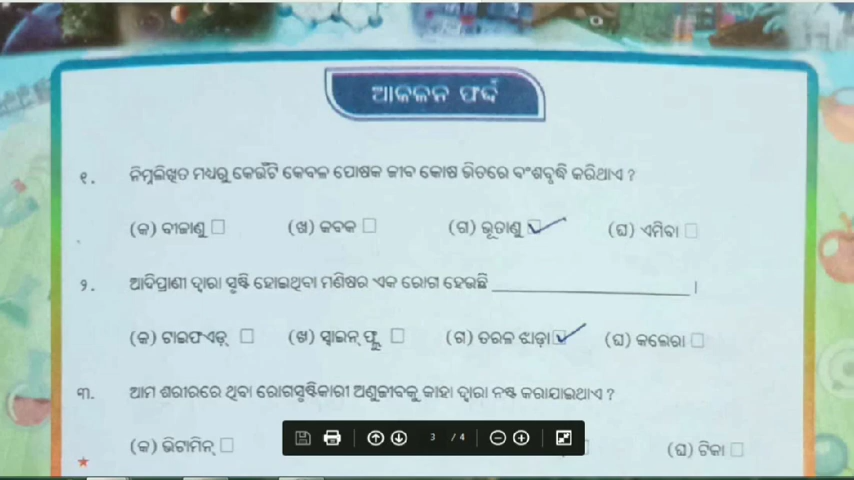 ଆକଳନ ଫର୍ଦ୍ଦ
୧. ନିମ୍ନଲିଖିତ ମଧ୍ୟରୁ କେଉଁଟି କେବଳ ପୋଷକ ଜୀବ କୋଷ ଭିତରେ ବଂଶବୃଦ୍ଧି କରିଥାଏ ?
(କ) ବୀଜାଣୁ (ଖ) କବକ (ଗ) ଭୂତାଣୁ (ଘ) ଏମିବା
୨. ଆଦିପ୍ରାଣୀ ଦ୍ୱାରା ସୃଷ୍ଟି ହୋଇଥିବା ମଣିଷର ଏକ ରୋଗ ହେଉଛି ____________ ।
(କ) ଟାଇଫଏଡ୍ (ଖ) ସ୍ୱାଇନ୍ ଫ୍ଲୁ (ଗ) ତରଳ ଝାଡ଼ା (ଘ) କଲେରା
୩. ଆମ ଶରୀରରେ ଥିବା ରୋଗସୃଷ୍ଟିକାରୀ ଅଣୁଜୀବକୁ କାହା ଦ୍ୱାରା ନଷ୍ଟ କରାଯାଇଥାଏ ?
(କ) ଭିଟାମିନ୍ (ଘ) ଟିକା
3 / 4